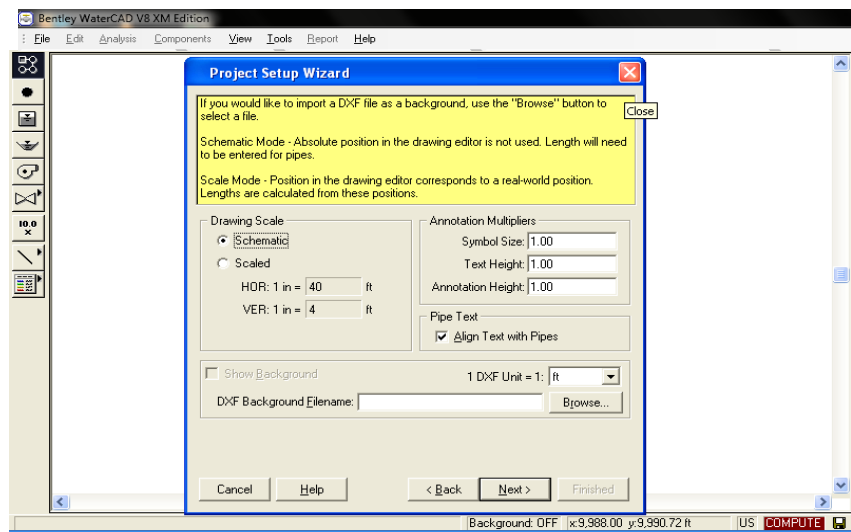 Bentley WaterCAD V8 XM Edition
File Edit Analysis Components View Tools Report Help
Project Setup Wizard
Close
If you would like to import a DXF file as a background, use the "Browse" button to
select a file.
Schematic Mode - Absolute position in the drawing editor is not used. Length will need
to be entered for pipes.
Scale Mode - Position in the drawing editor corresponds to a real-world position.
Lengths are calculated from these positions.
Drawing Scale
Schematic
Scaled
HOR: 1 in = 40 ft
VER: 1 in = 4 ft
Annotation Multipliers
Symbol Size: 1.00
Text Height: 1.00
Annotation Height: 1.00
Pipe Text
Align Text with Pipes
Show Background
1 DXF Unit = 1: ft
DXF Background Filename:
Browse...
Cancel Help < Back Next > Finished
10.0
Background: OFF x:9,988.00 y:9,990.72 ft US COMPUTE